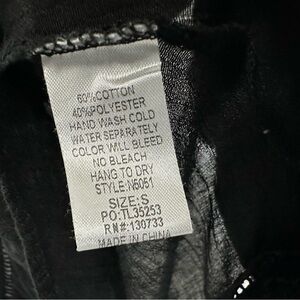 60%COTTON
40%POLYESTER
HAND WASH COLD
WATER SEPARATELY
COLOR WILL BLEED
NO BLEACH
HANG TO DRY
STYLE:N5051
SIZE:S
PO:TL35253
RN#:130733
MADE IN CHINA